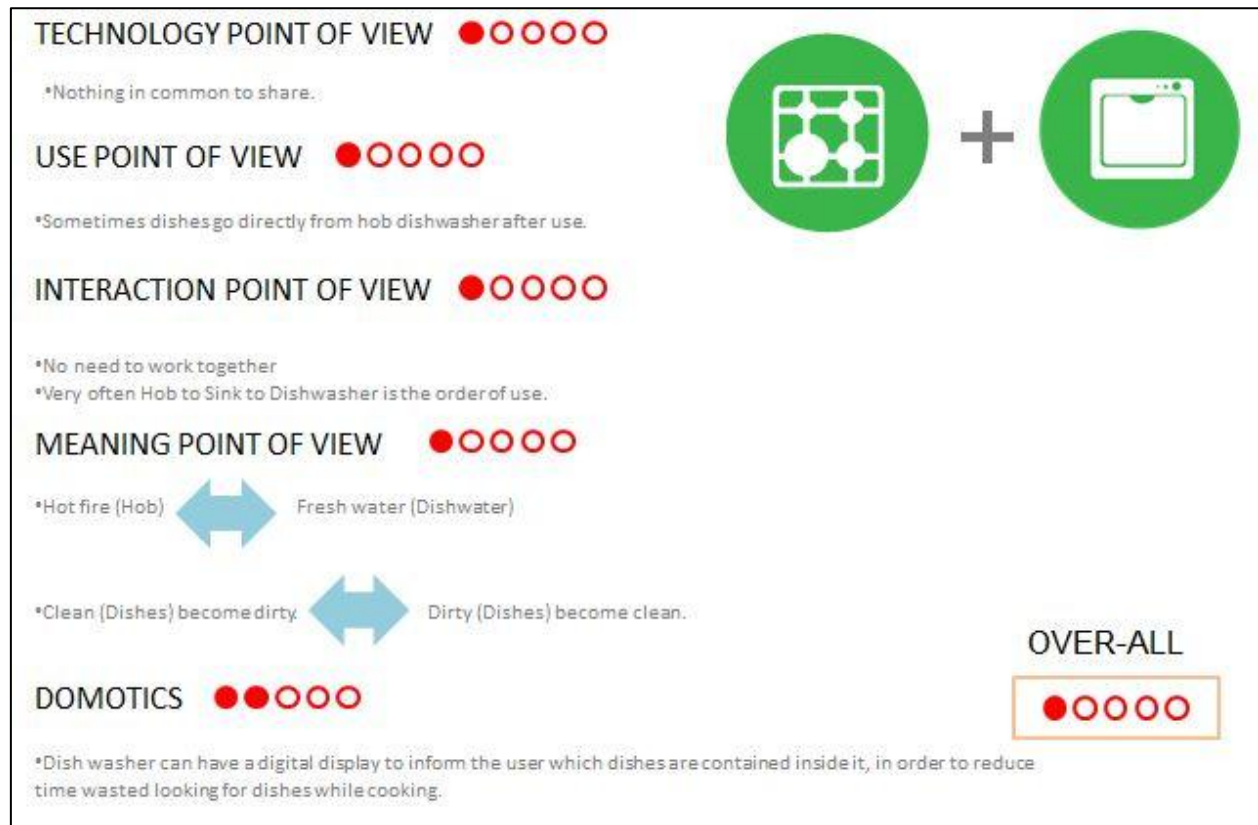 TECHNOLOGY POINT OF VIEW
•Nothing in common to share.
USE POINT OF VIEW
•Sometimes dishes go directly from hob dishwasher after use.
INTERACTION POINT OF VIEW
•No need to work together
•Very often Hob to Sink to Dishwasher is the order of use.
MEANING POINT OF VIEW
•Hot fire (Hob) Fresh water (Dishwater)
•Clean (Dishes) become dirty. Dirty (Dishes) become clean.
OVER-ALL
DOMOTICS
•Dish washer can have a digital display to inform the user which dishes are contained inside it, in order to reduce
time wasted looking for dishes while cooking.